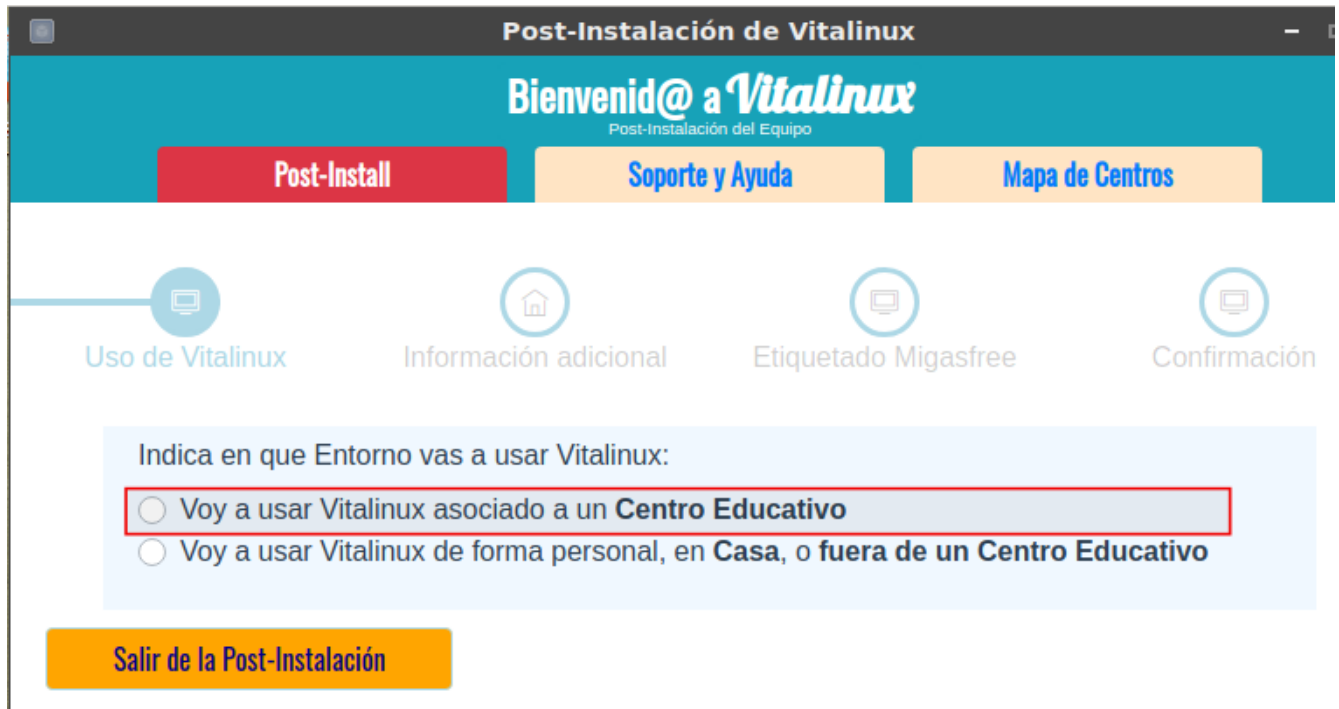 Post-Instalación de Vitalinux
Bienvenid@ a Vitalinux
Post-Instalación del Equipo
Post-Install
Soporte y Ayuda
Mapa de Centros
Uso de Vitalinux
Información adicional
Etiquetado Migasfree
Confirmación
Indica en que Entorno vas a usar Vitalinux:
Voy a usar Vitalinux asociado a un Centro Educativo
Voy a usar Vitalinux de forma personal, en Casa, o fuera de un Centro Educativo
Salir de la Post-Instalación